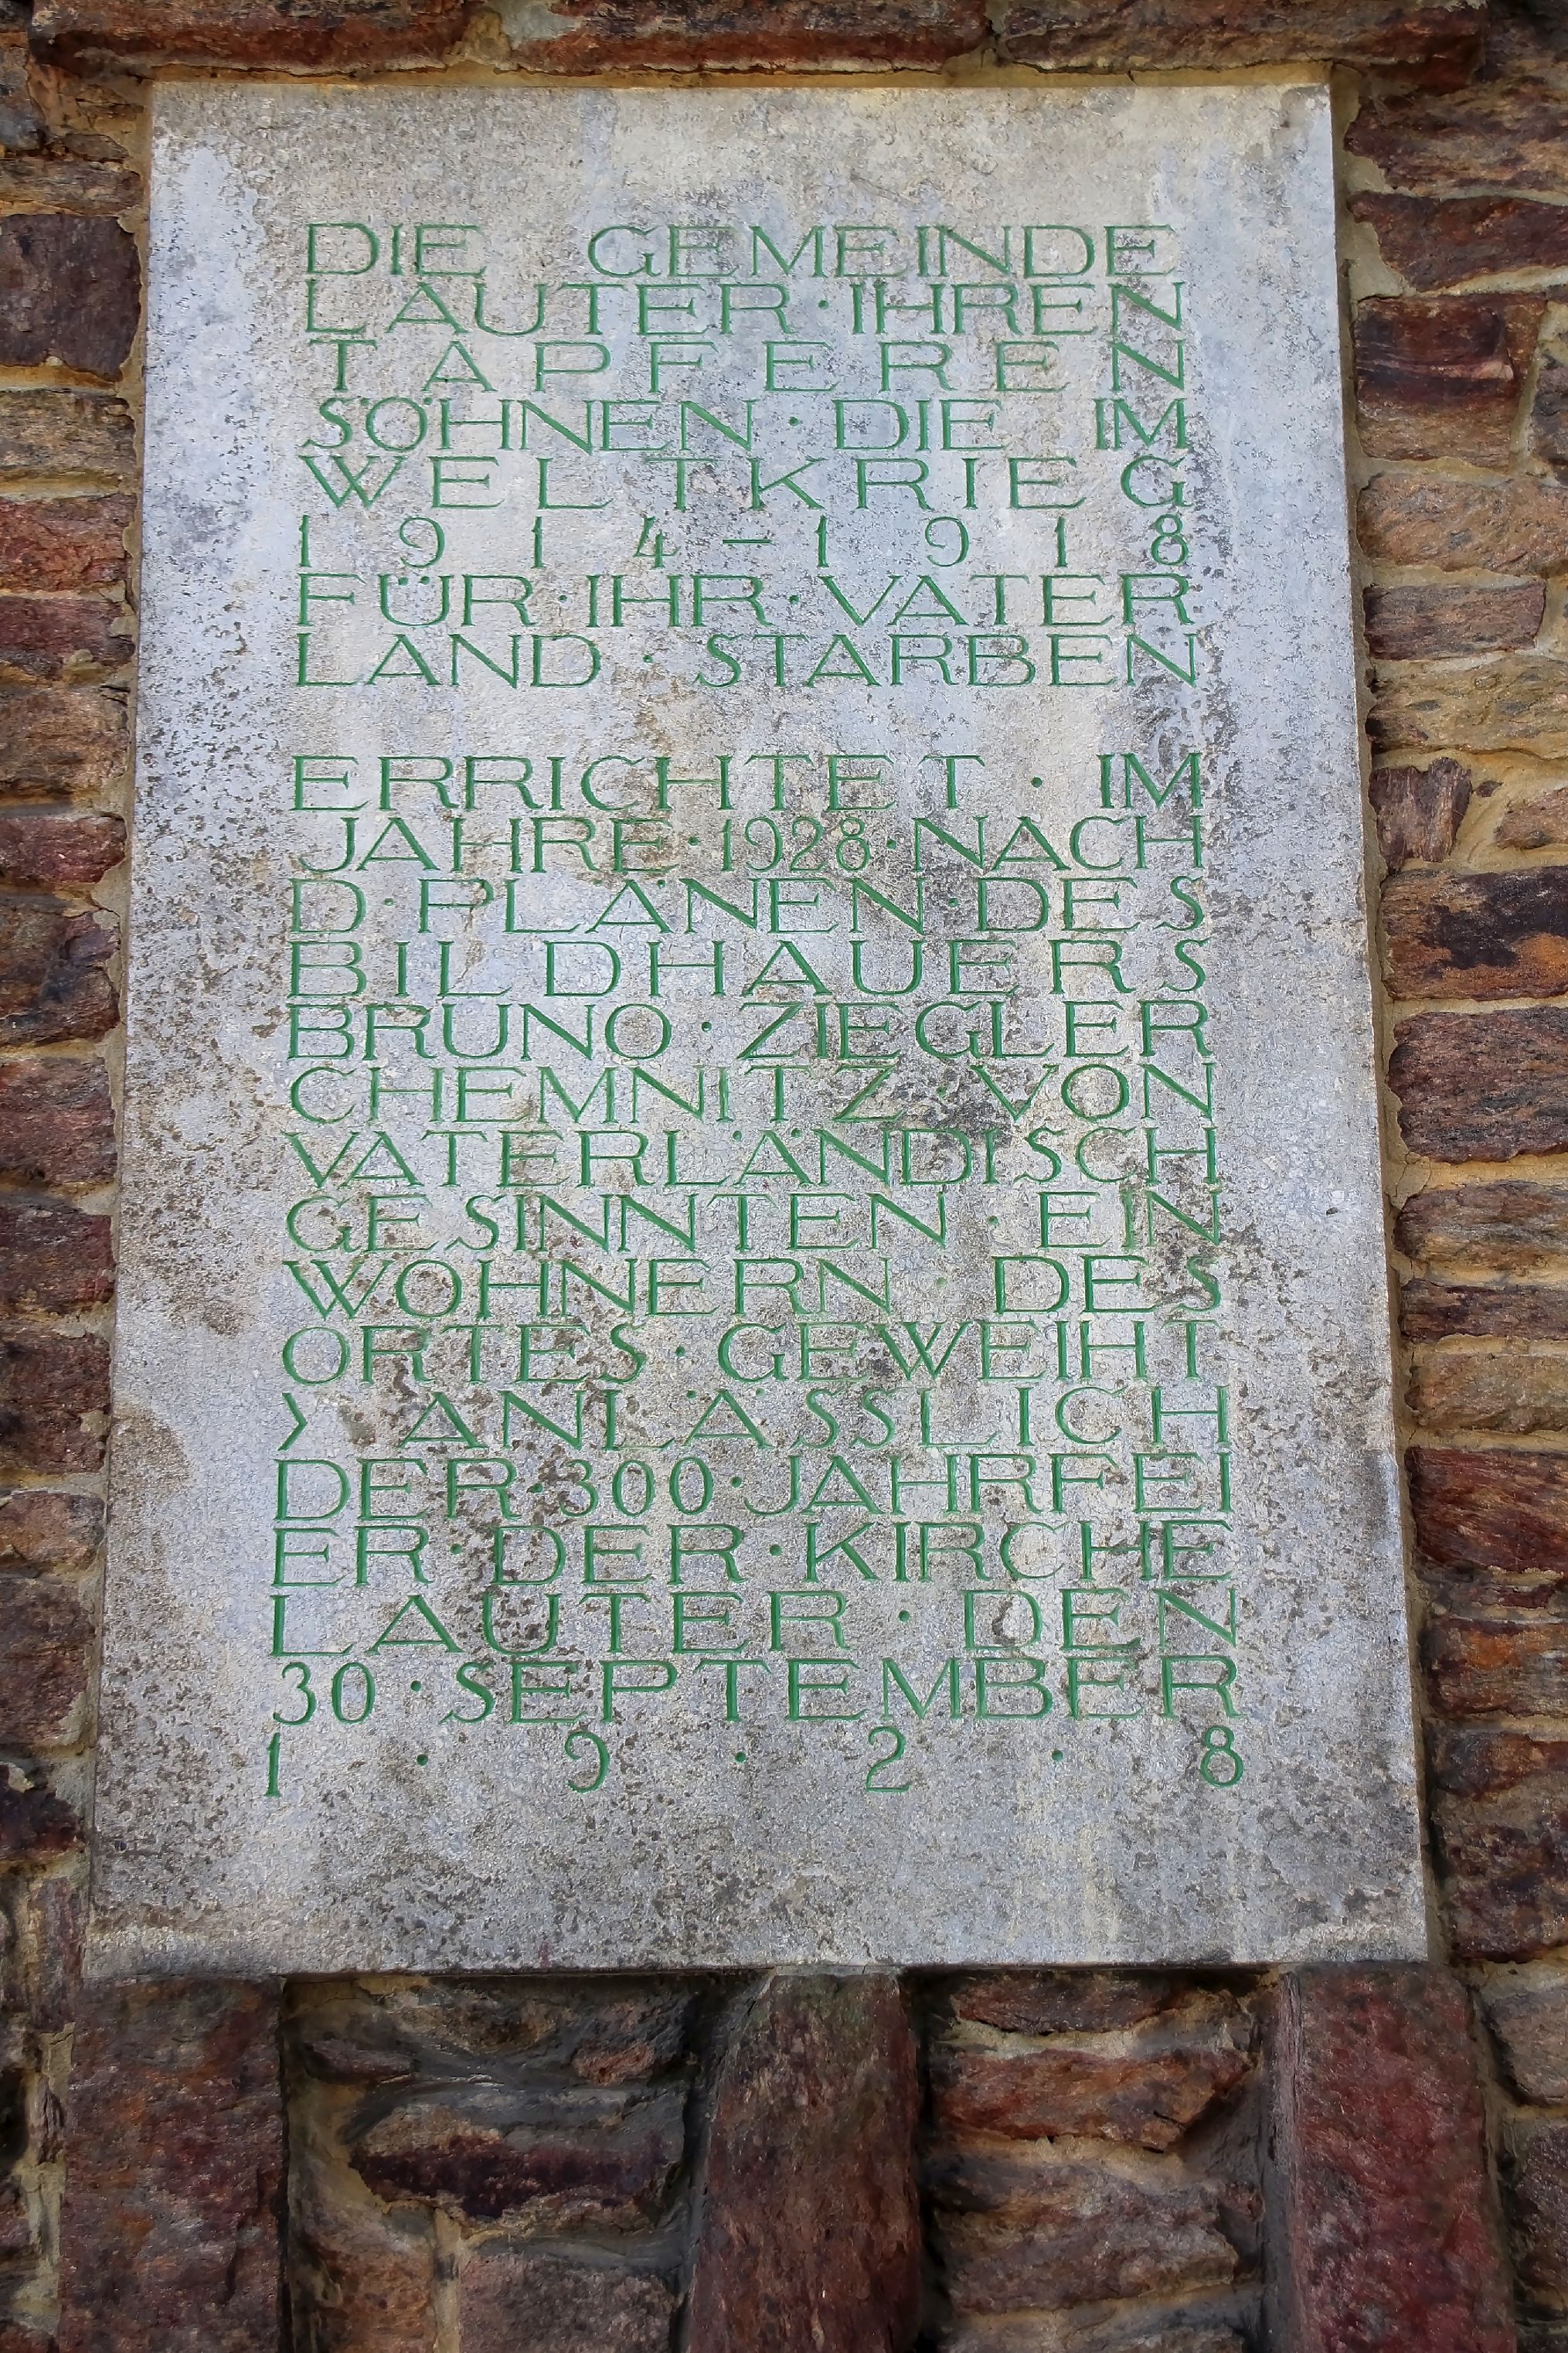 DIE GEMEINDE
LAUTER · IHREN
TAPFEREN
SÖHNEN · DIE IM
WELTKRIEG
1914-1918
FÜR · IHR · VATER
LAND · STARBEN
ERRICHTET · IM
JAHRE · 1928 · NACH
D · PLÄNEN · DES
BILDHAUERS
BRUNO · ZIEGLER
CHEMNITZ · VON
VATERLÄNDISCH
GESINNTEN · EIN
WOHNERN · DES
ORTES · GEWEIHT
ANLÄSSLICH
DER · 300 · JAHRFEI
ER · DER · KIRCHE
LAUTER · DEN
30 · SEPTEMBER
1 · 9 · 2 · 8